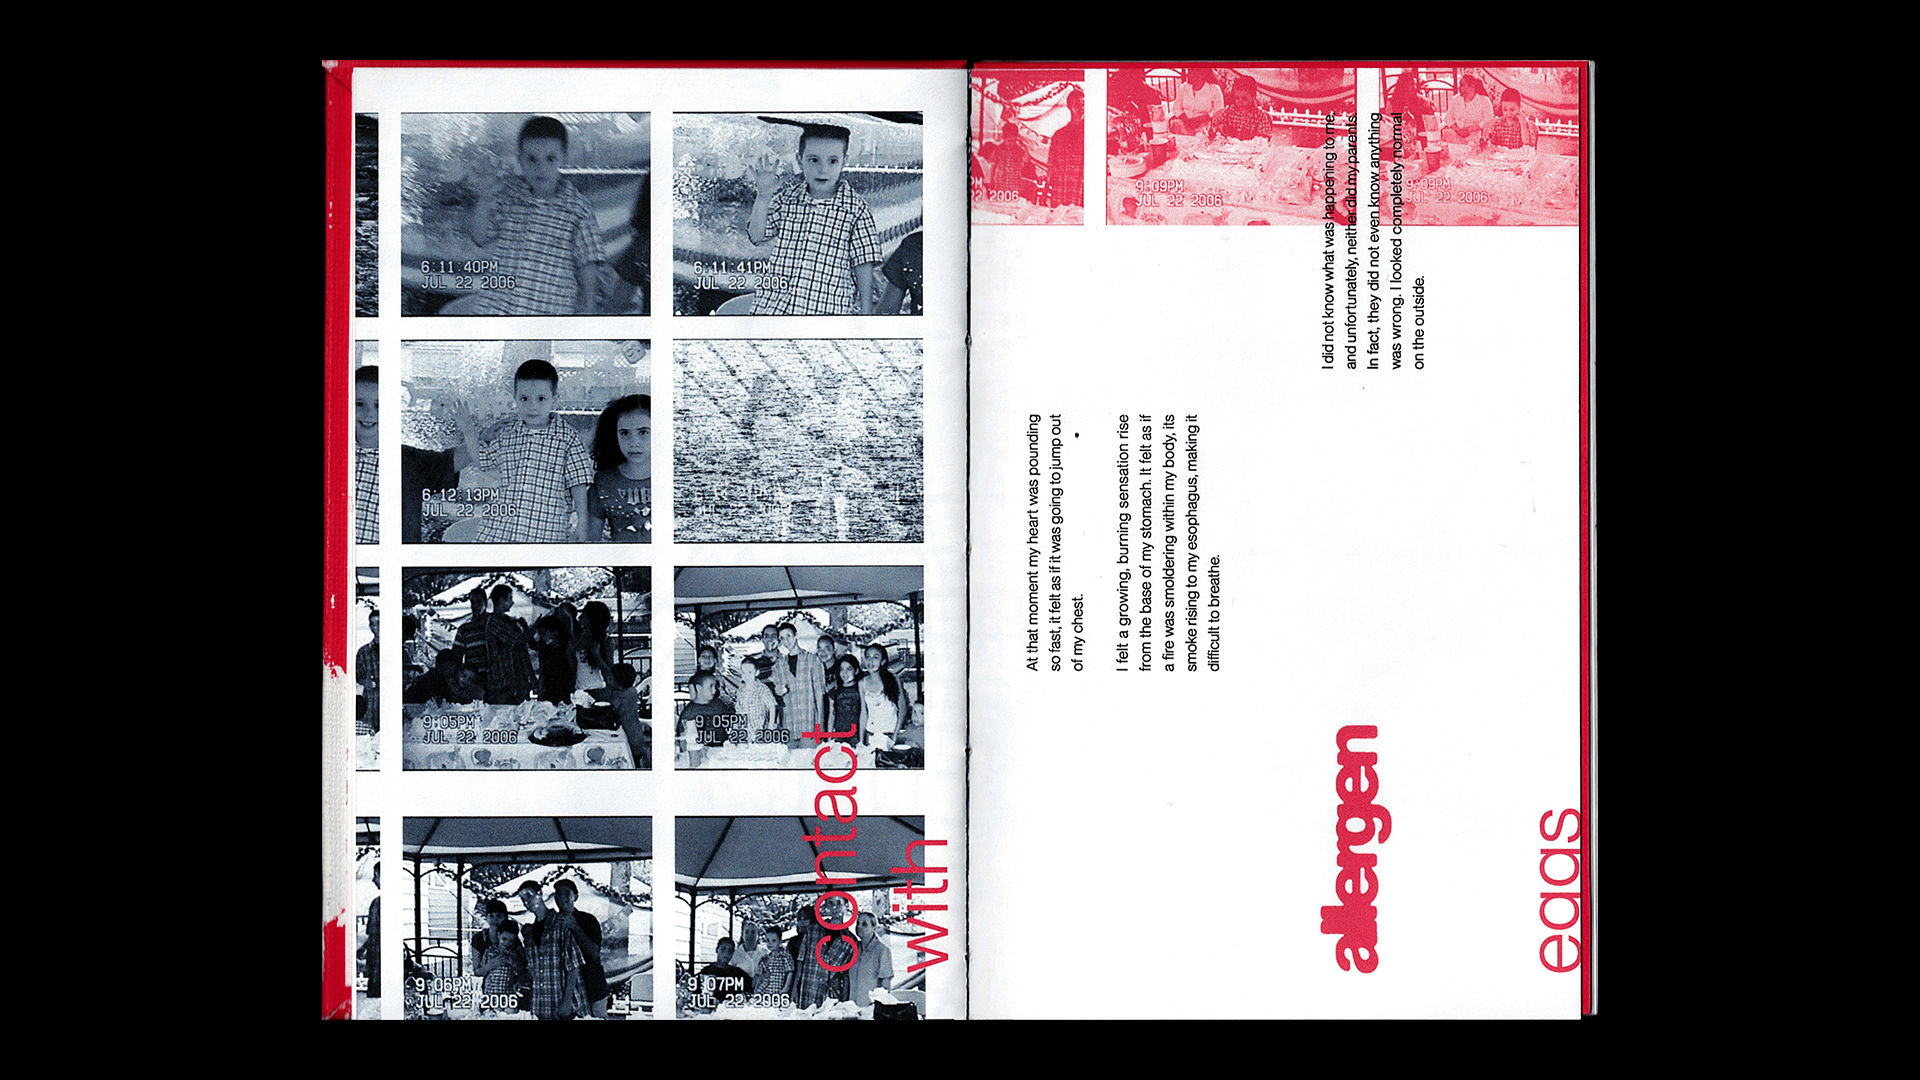 6:11:40PM
JUL 22 2006
6:11:41PM
JUL 22 2006
6:12:13PM
JUL 22 2006
9:05PM
JUL 22 2006
9:05PM
JUL 22 2006
9:06PM
JUL 22 2006
9:07PM
JUL 22 2006
contact
with
2006
9:09PM
JUL 22 2006
9:09PM
JUL 22 2006
At that moment my heart was pounding
so fast, it felt as if it was going to jump out
of my chest.
I felt a growing, burning sensation rise
from the base of my stomach. It felt as if
a fire was smoldering within my body, its
smoke rising to my esophagus, making it
difficult to breathe.
I did not know what was happening to me,
and unfortunately, neither did my parents.
In fact, they did not even know anything
was wrong. I looked completely normal
on the outside.
allergen
eggs